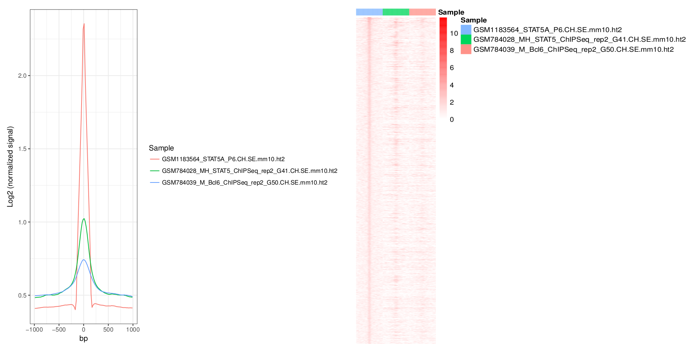 2.0
1.5
1.0
0.5
Log2 (normalized signal)
-1000
-500
0
500
1000
bp
Sample
GSM1183564_STAT5A_P6.CH.SE.mm10.ht2
GSM784028_MH_STAT5_ChIPSeq_rep2_G41.CH.SE.mm10.ht2
GSM784039_M_Bcl6_ChIPSeq_rep2_G50.CH.SE.mm10.ht2
Sample
10
8
6
4
2
0
Sample
GSM1183564_STAT5A_P6.CH.SE.mm10.ht2
GSM784028_MH_STAT5_ChIPSeq_rep2_G41.CH.SE.mm10.ht2
GSM784039_M_Bcl6_ChIPSeq_rep2_G50.CH.SE.mm10.ht2